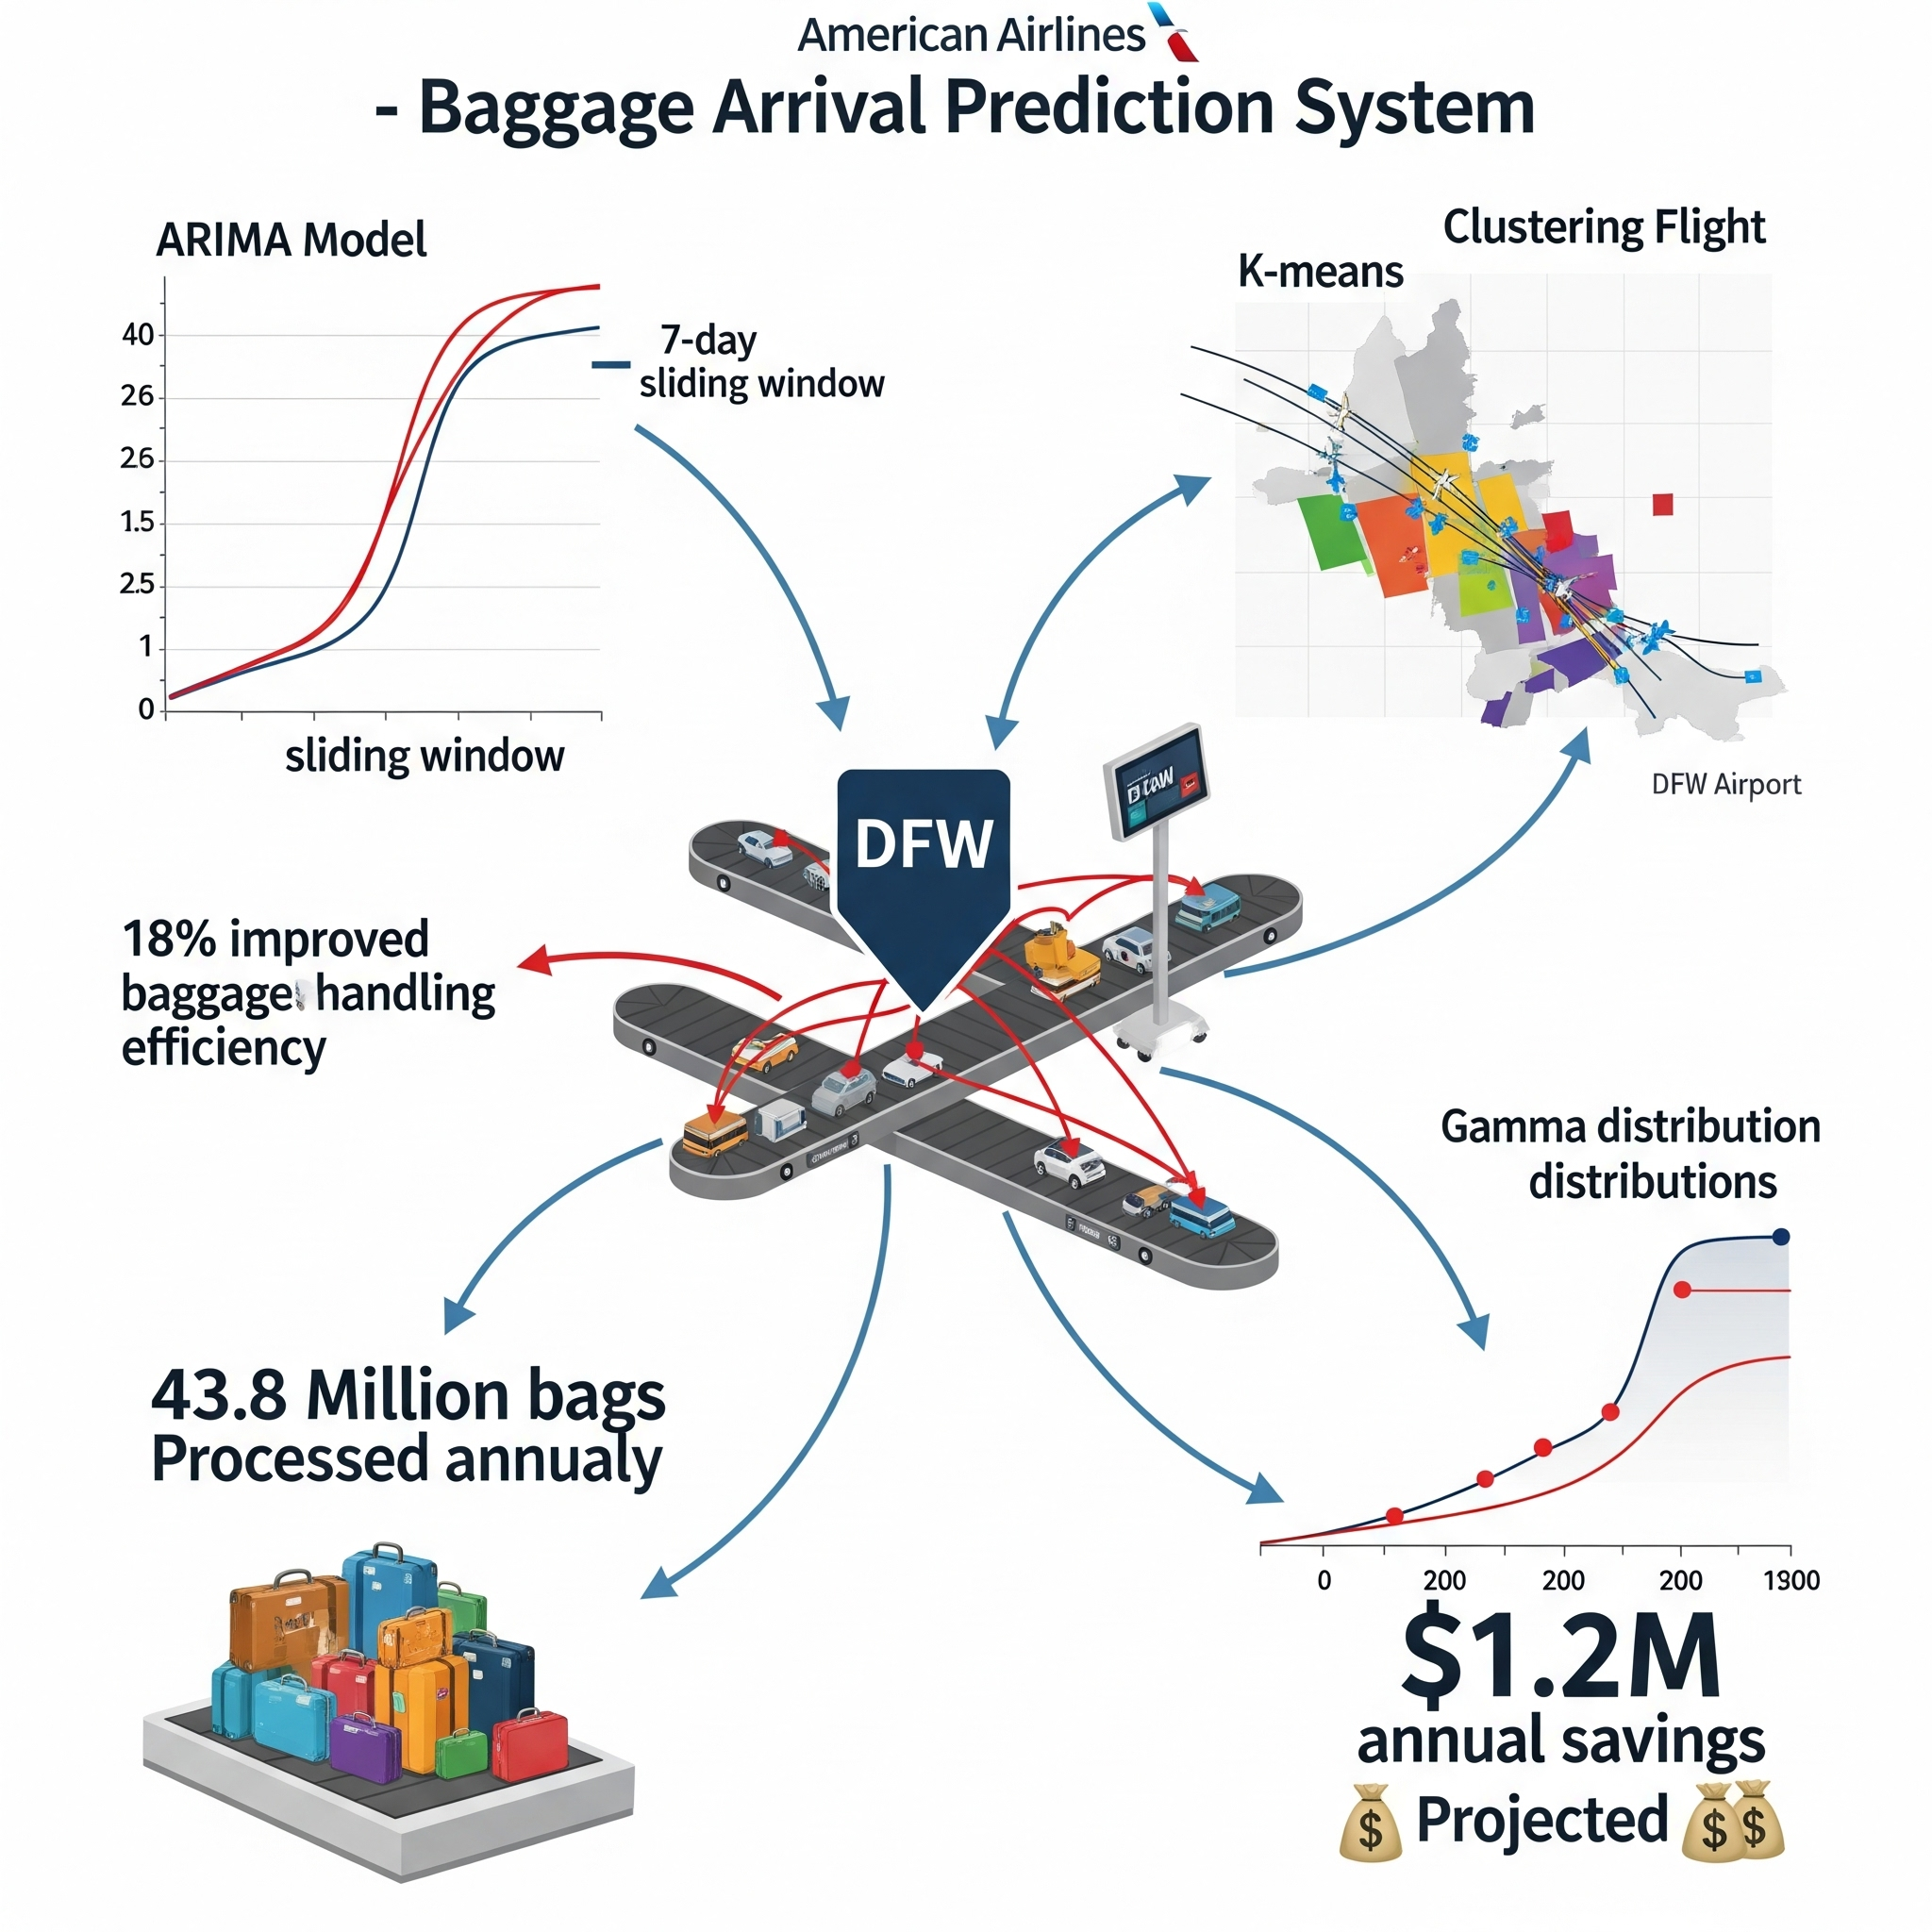 American Airlines
- Baggage Arrival Prediction System
ARIMA Model
40
26
26
1.5
2.5
1
0
sliding window
7-day
sliding window
Clustering Flight
K-means
DFW Airport
DFW
18% improved
baggage handling
efficiency
43.8 Million bags
Processed annualy
Gamma distribution
distributions
0 200 200 200 1900
$1.2M
annual savings
$ Projected $ $